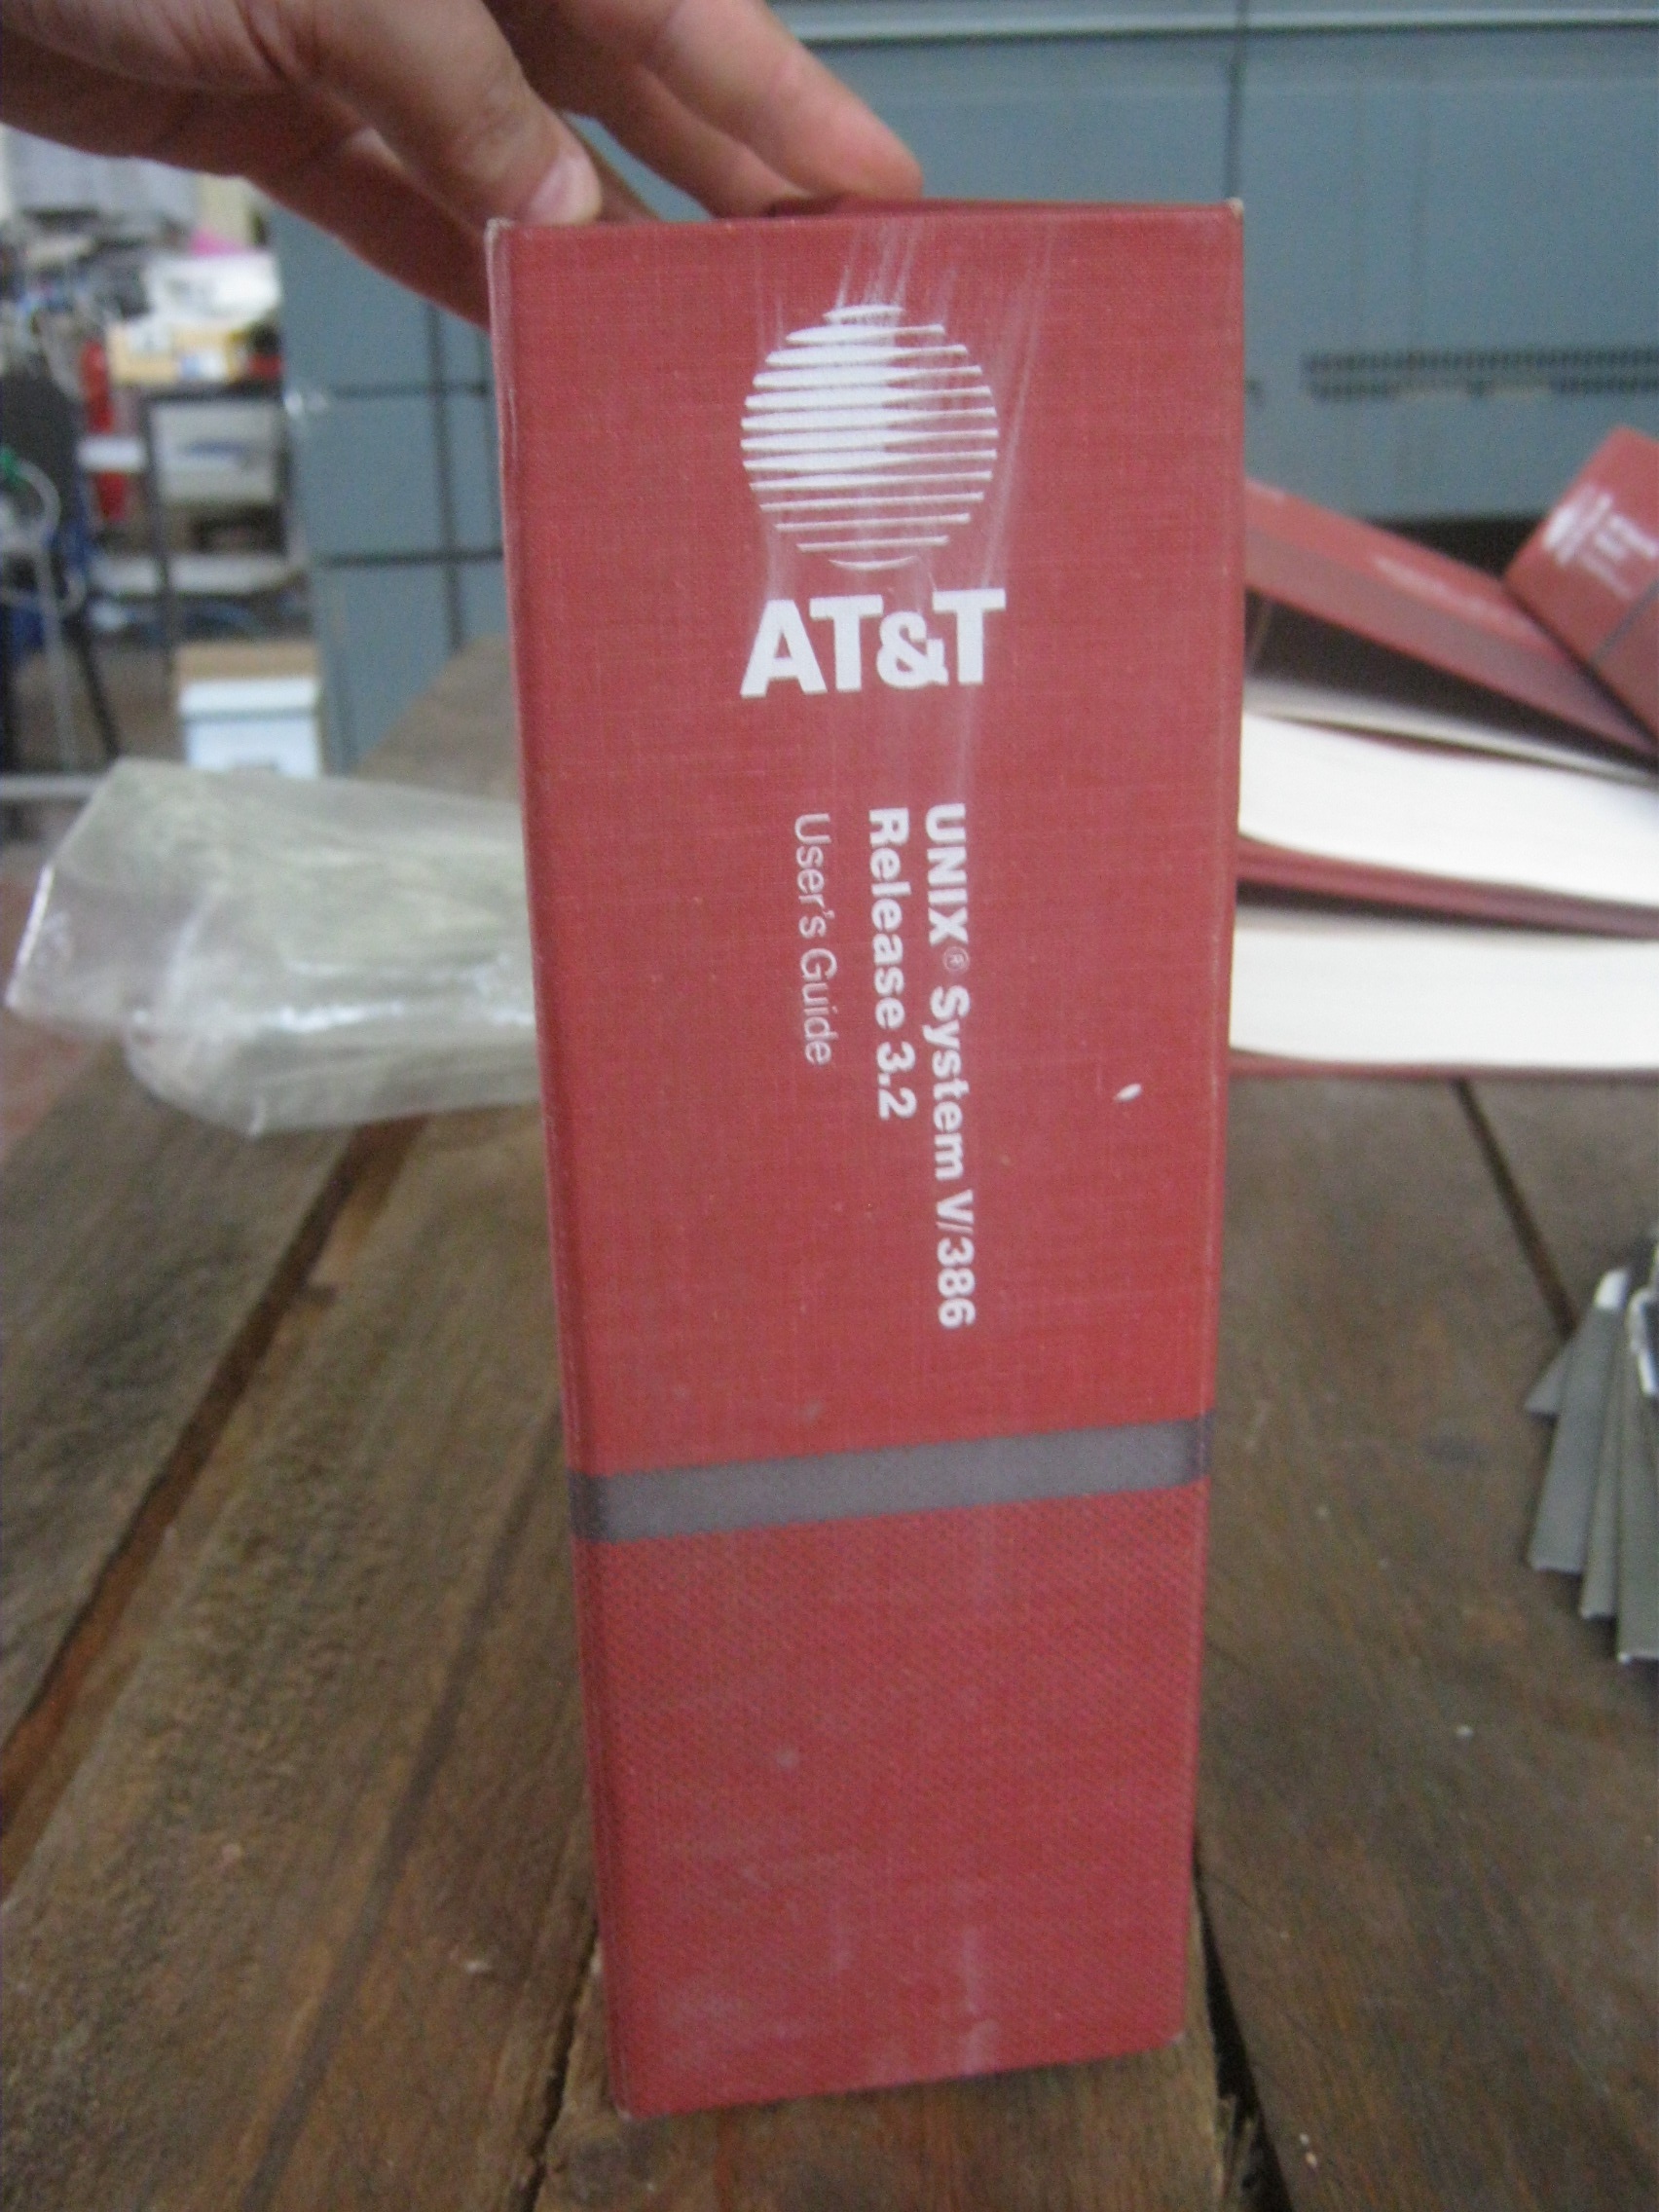 AT&T
UNIX® System V/386
Release 3.2
User's Guide